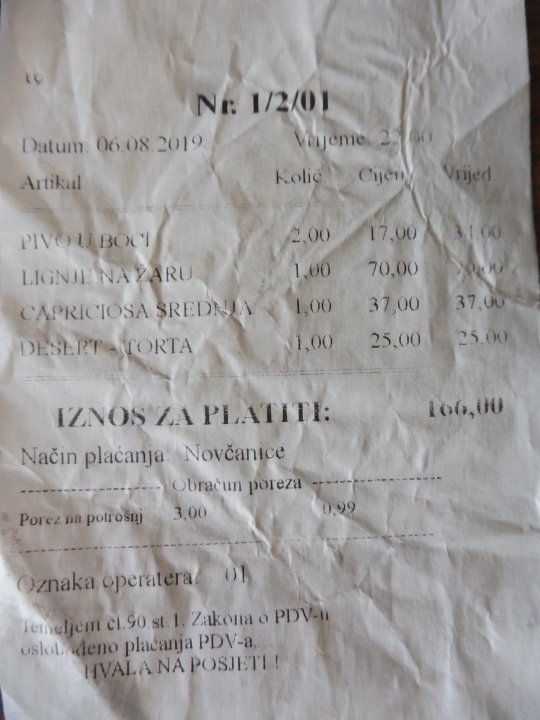 Nr. 1/2/01
Datum: 06.08.2019. Vrijeme:
Artikal Količ. Cijena Vrijed
PIVO U BOCI 2,00 17,00 34,00
LIGNJE NA ŽARU 1,00 70,00 70,00
CAPRICIOSA SREDNJA 1,00 37,00 37,00
DESERT - TORTA 1,00 25,00 25,00
IZNOS ZA PLATITI: 166,00
Način plaćanja: Novčanice
Obračun poreza
Porez na potrošnj 3,00 0,99
Oznaka operatera: 01
Temeljem čl.90.st.1. Zakona o PDV-u
oslobođeno plaćanja PDV-a,
HVALA NA POSJETI !